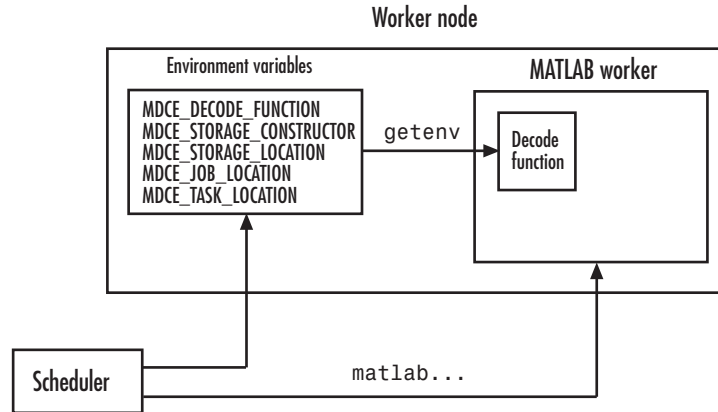 Worker node
Environment variables
MATLAB worker
MDCE_DECODE_FUNCTION
MDCE_STORAGE_CONSTRUCTOR
MDCE_STORAGE_LOCATION
MDCE_JOB_LOCATION
MDCE_TASK_LOCATION
getenv
Decode
function
Scheduler
matlab...